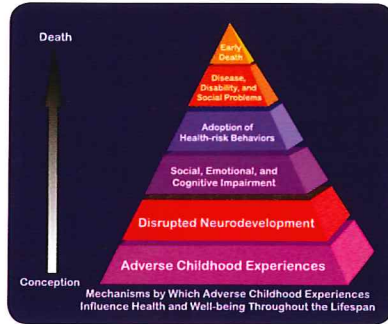 Death
Early
Death
Disease,
Disability, and
Social Problems
Adoption of
Health-risk Behaviors
Social, Emotional, and
Cognitive Impairment
Disrupted Neurodevelopment
Adverse Childhood Experiences
Conception
Mechanisms by Which Adverse Childhood Experiences
Influence Health and Well-being Throughout the Lifespan